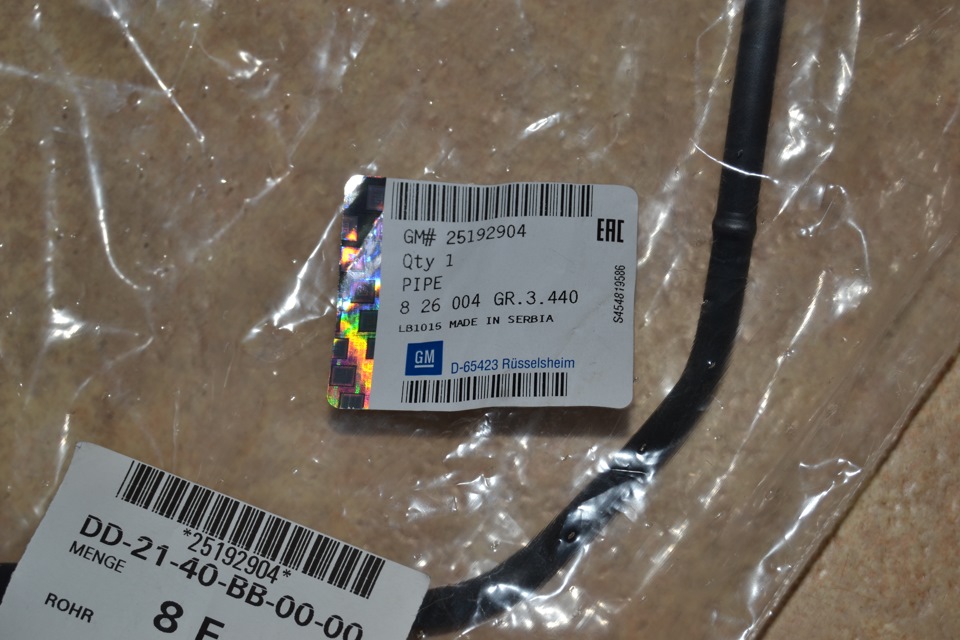 GM# 25192904
EAC
Qty 1
PIPE
8 26 004 GR.3.440
S454819586
LB1015 MADE IN SERBIA
GM
D-65423 Rüsselsheim
*25192904*
DD-21-40-BB-00-00
MENGE
ROHR
8